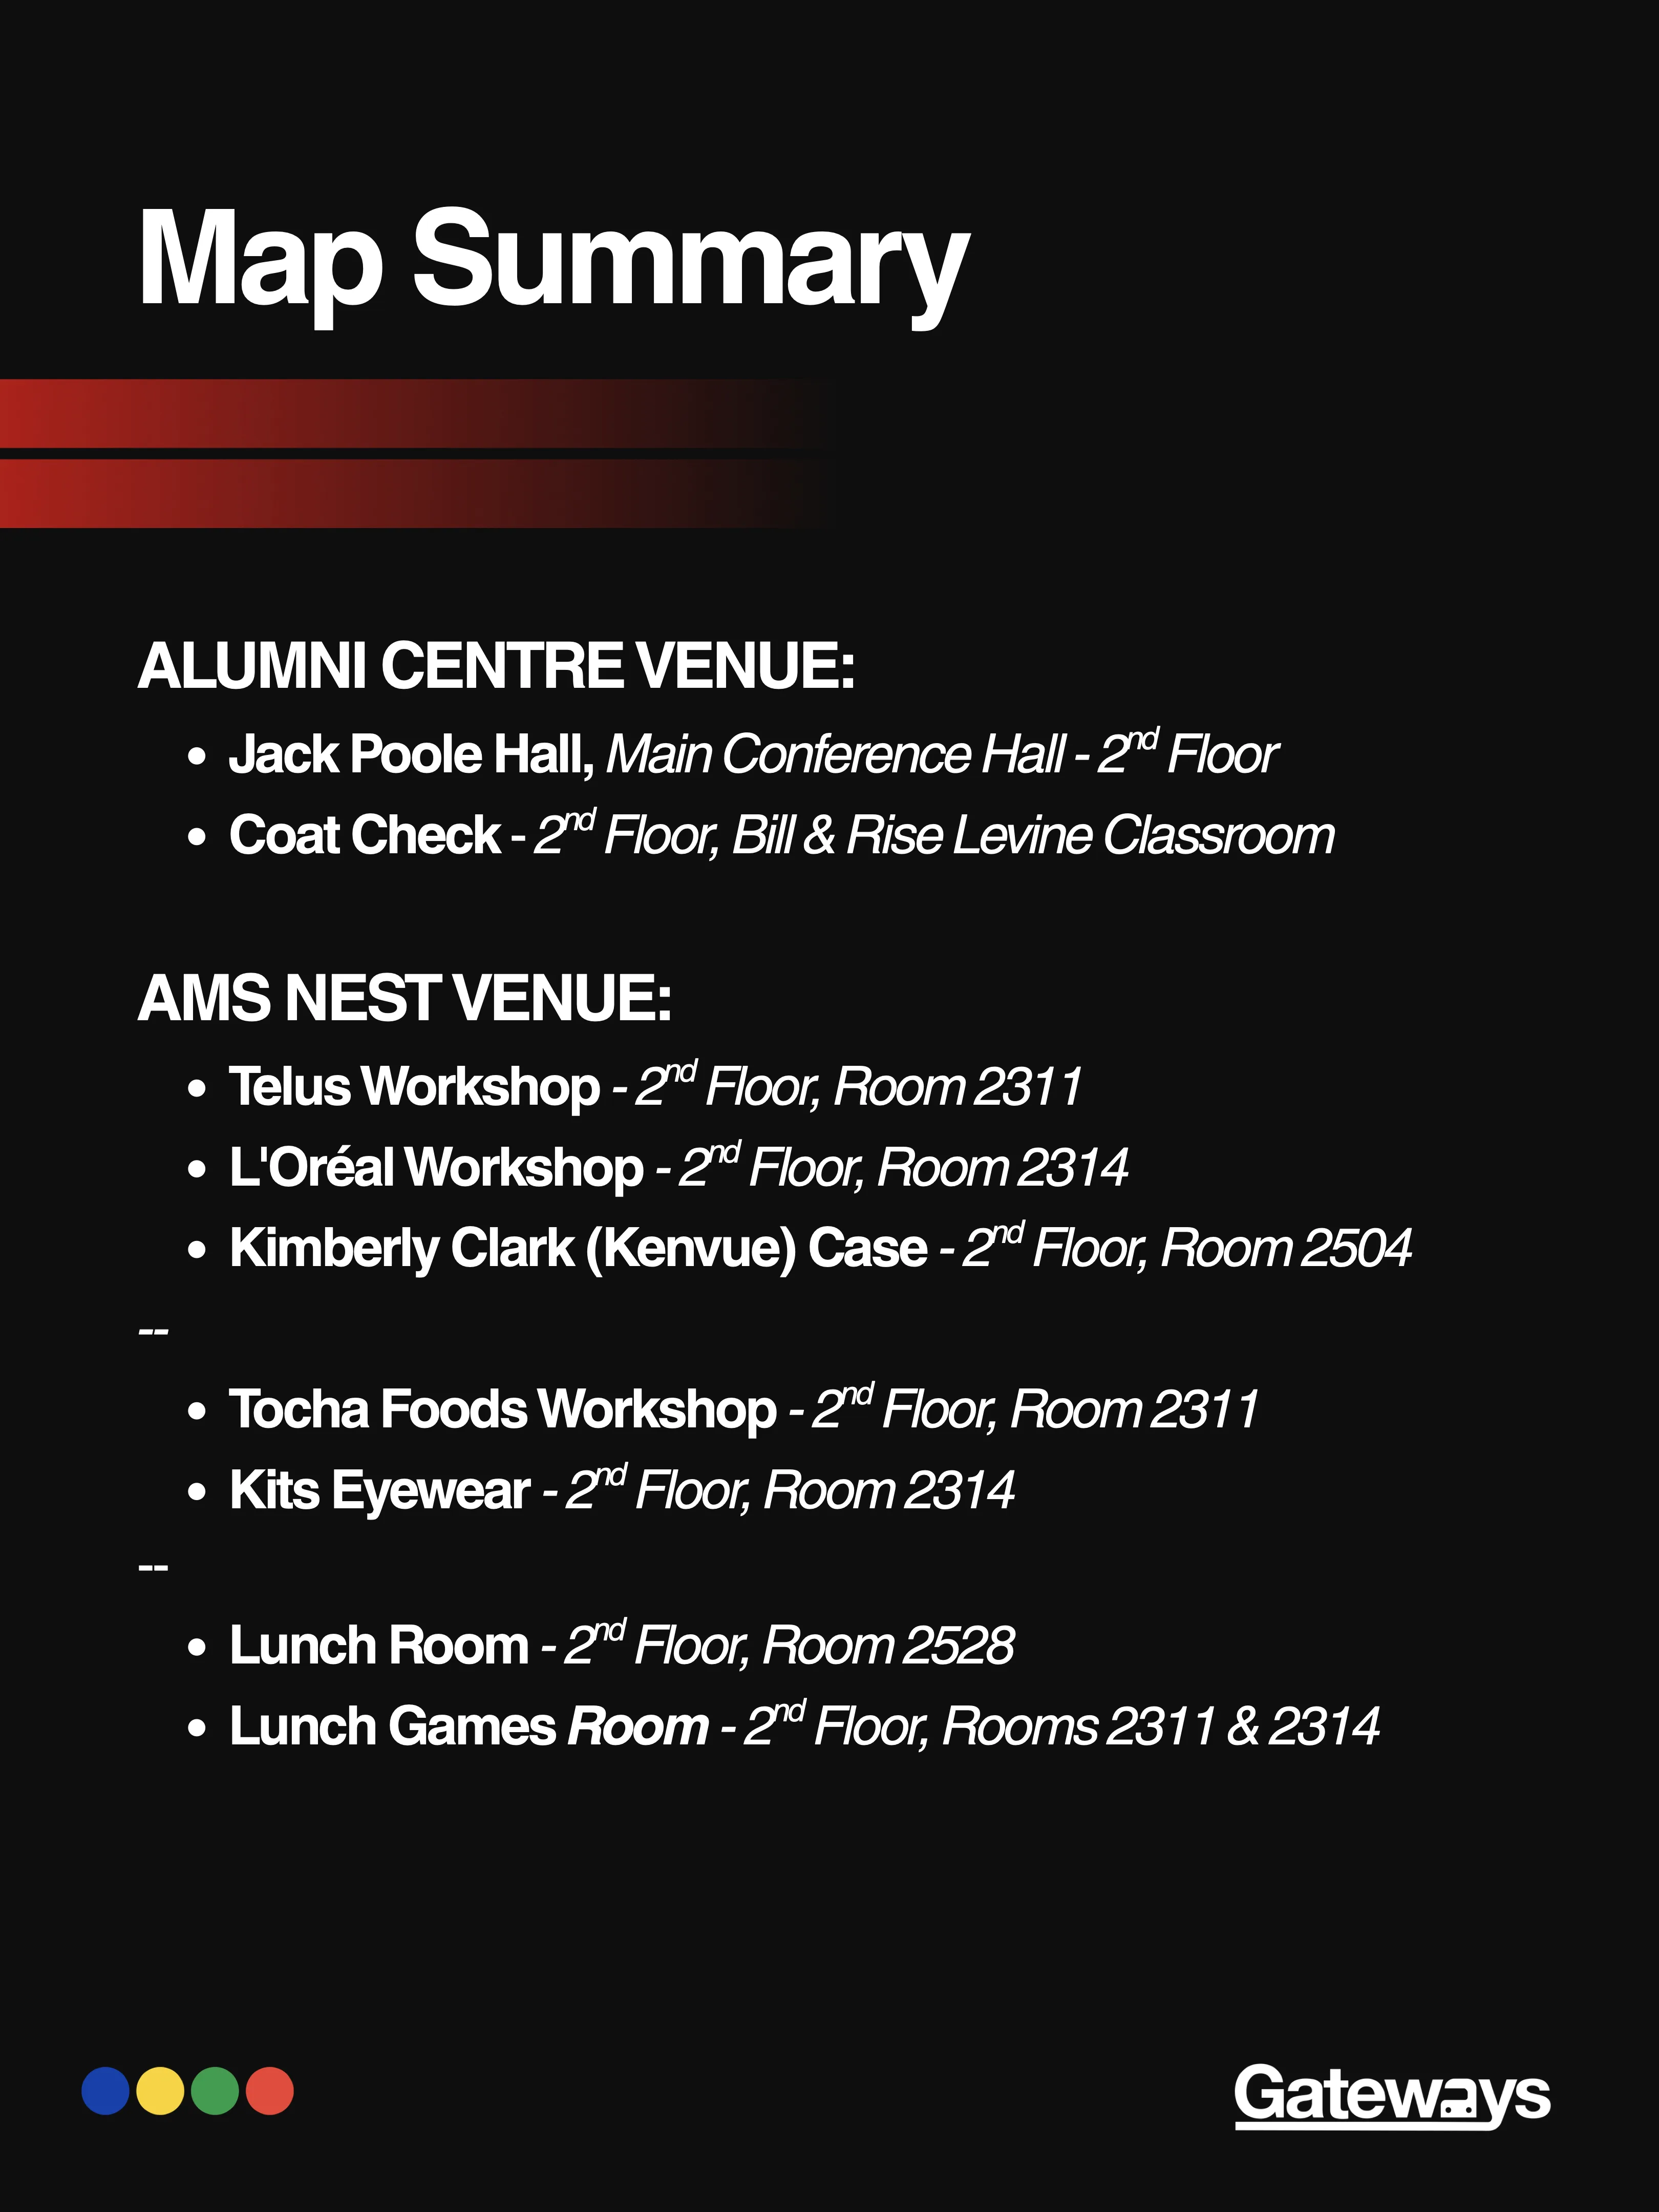 Map Summary
ALUMNI CENTRE VENUE:
• Jack Poole Hall, Main Conference Hall - 2nd Floor
• Coat Check - 2nd Floor, Bill & Rise Levine Classroom
AMS NEST VENUE:
• Telus Workshop - 2nd Floor, Room 2311
• L'Oréal Workshop - 2nd Floor, Room 2314
• Kimberly Clark (Kenvue) Case - 2nd Floor, Room 2504
--
• Tocha Foods Workshop - 2nd Floor, Room 2311
• Kits Eyewear - 2nd Floor, Room 2314
--
• Lunch Room - 2nd Floor, Room 2528
• Lunch Games Room - 2nd Floor, Rooms 2311 & 2314
Gateways